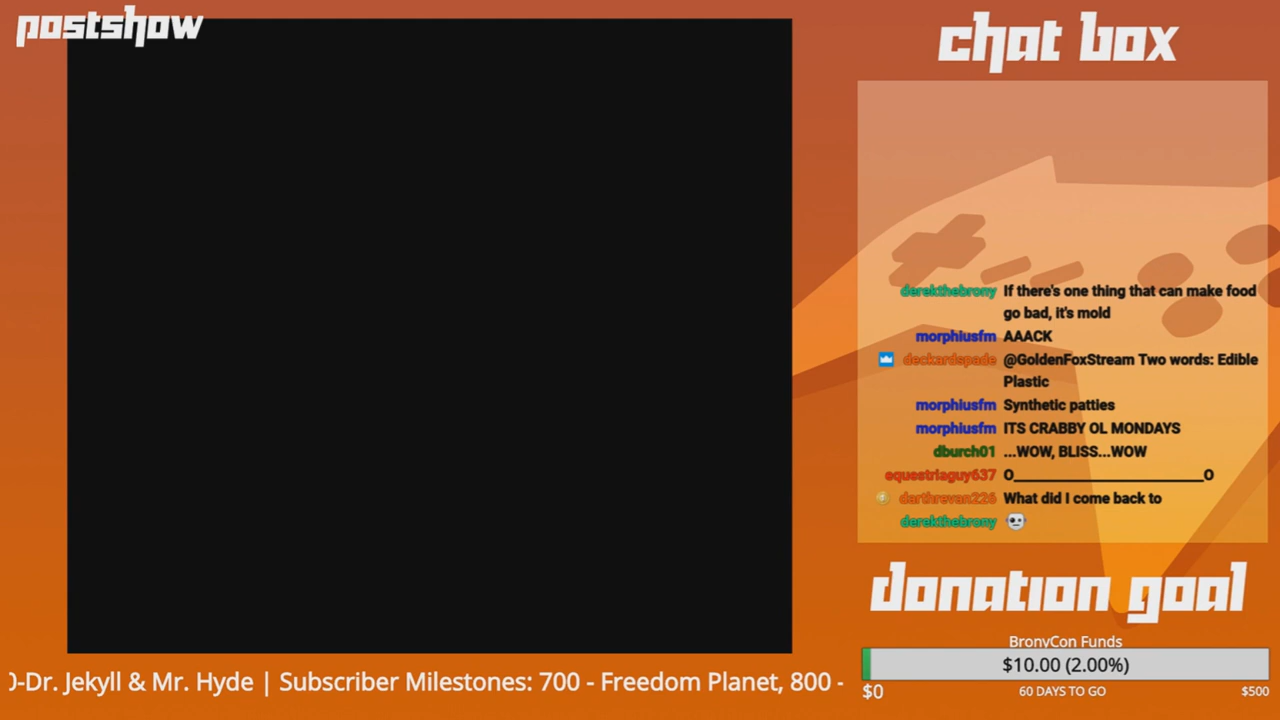 postshow
chat box
derekthebrony If there's one thing that can make food
go bad, it's mold
morphiusfm AAACK
deckardspade @GoldenFoxStream Two words: Edible
Plastic
morphiusfm Synthetic patties
morphiusfm ITS CRABBY OL MONDAYS
dburch01 ...WOW, BLISS...WOW
equestriaguy637 O________________________O
darthrevan226 What did I come back to
derekthebrony
donation goal
BronyCon Funds
$10.00 (2.00%)
$0 60 DAYS TO GO $500
0-Dr. Jekyll & Mr. Hyde | Subscriber Milestones: 700 - Freedom Planet, 800 -